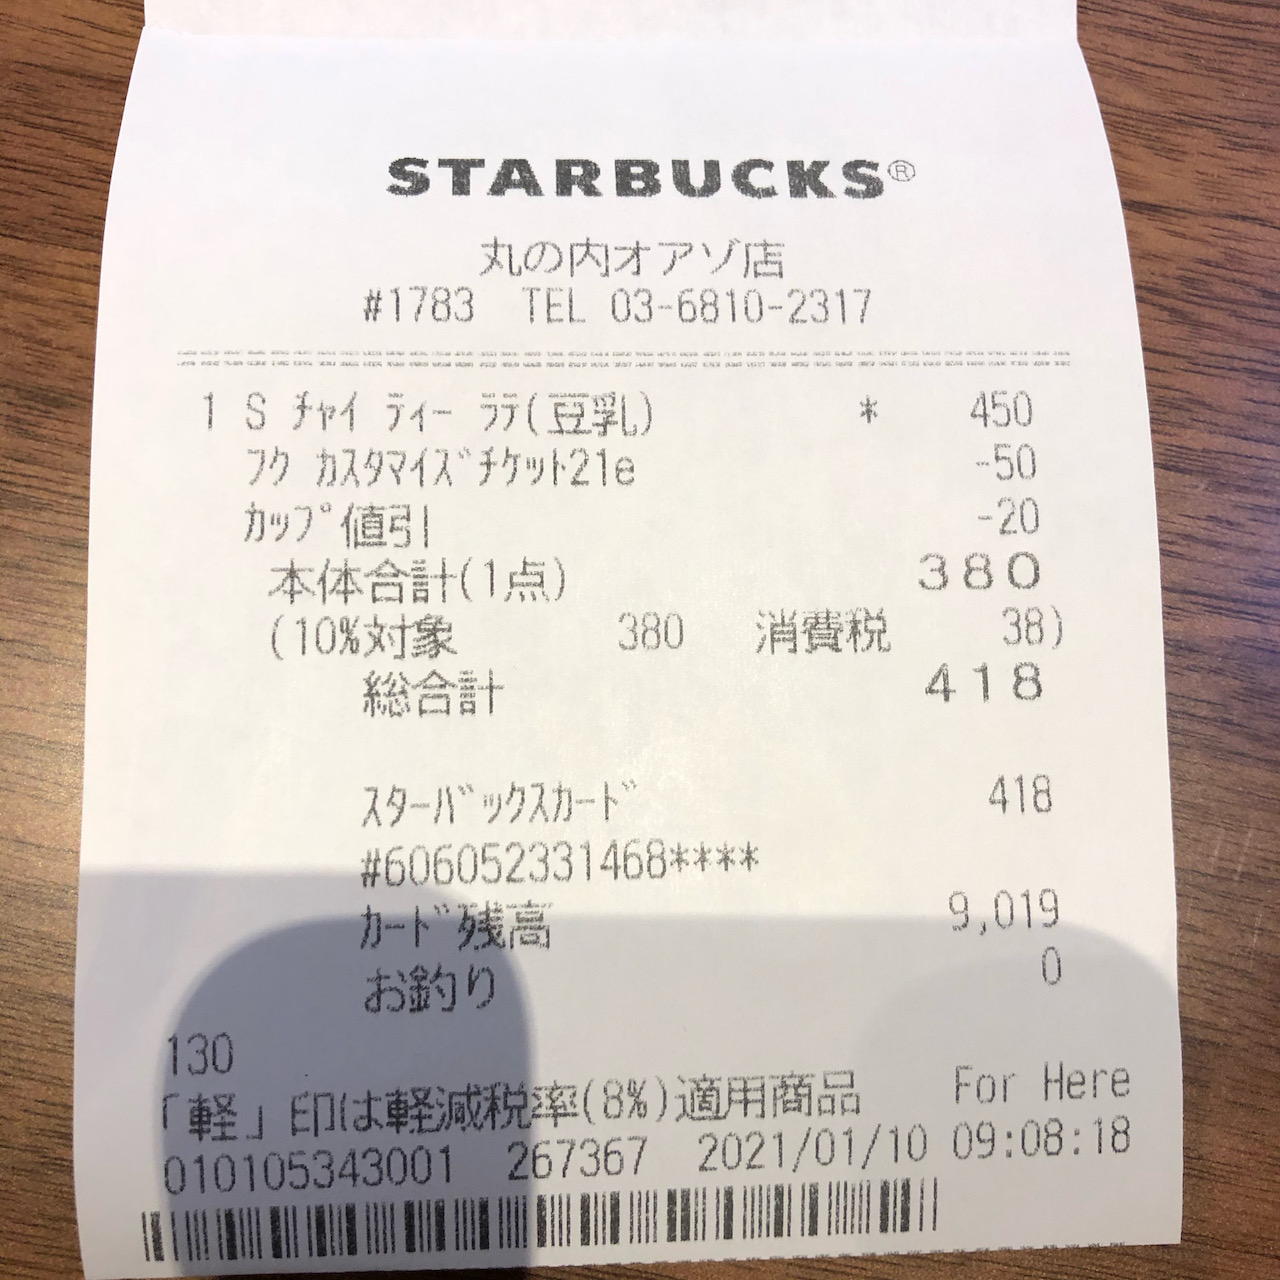 STARBUCKS®
丸の内オアゾ店
#1783 TEL 03-6810-2317
1 S ﾁｬｲ ﾃｨｰ ﾗﾃ(豆乳) * 450
ﾌｸ ｶｽﾀﾏｲｽﾞﾁｹｯﾄ21e -50
ｶｯﾌﾟ値引 -20
本体合計(1点) 380
(10%対象 380 消費税 38)
総合計 418
ｽﾀｰﾊﾞｯｸｽｶｰﾄﾞ 418
#606052331468****
ｶｰﾄﾞ残高 9,019
お釣り 0
130
「軽」印は軽減税率(8%)適用商品 For Here
010105343001 267367 2021/01/10 09:08:18